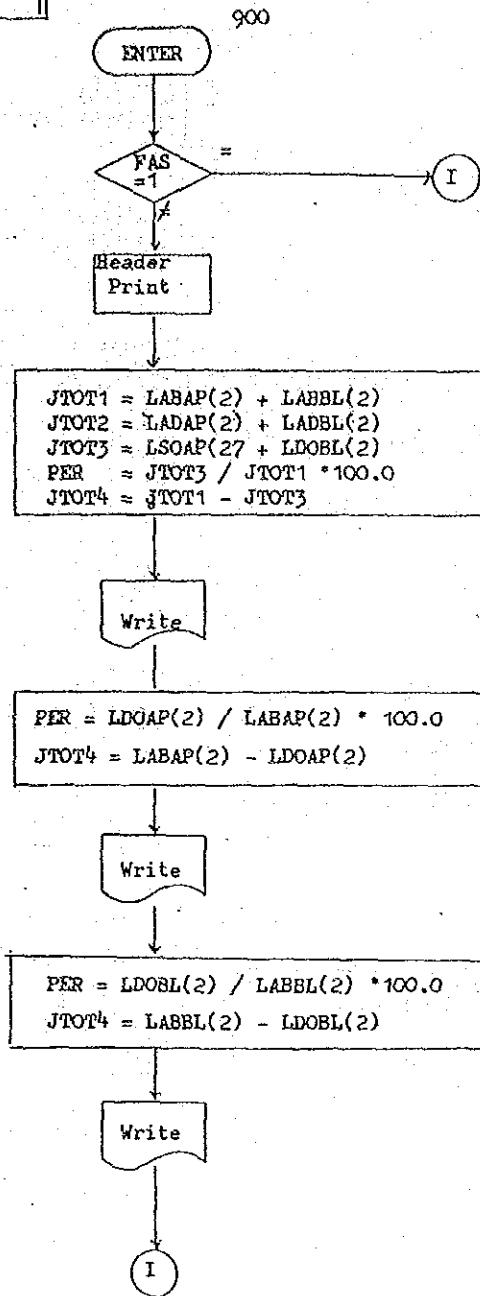 900
ENTER
FAS
=1
=
I
≠
Header
Print
JTOT1 = LABAP(2) + LABBL(2)
JTOT2 = LADAP(2) + LADBL(2)
JTOT3 = LSOAP(27 + LDOBL(2)
PER = JTOT3 / JTOT1 *100.0
JTOT4 = JTOT1 - JTOT3
Write
PER = LDOAP(2) / LABAP(2) * 100.0
JTOT4 = LABAP(2) - LDOAP(2)
Write
PER = LDOBL(2) / LABBL(2) *100.0
JTOT4 = LABBL(2) - LDOBL(2)
Write
I